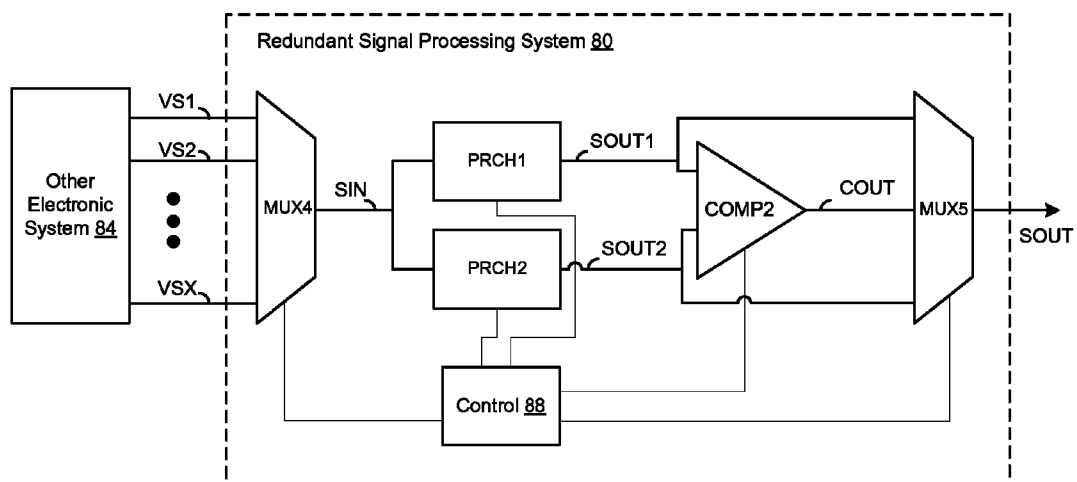 Redundant Signal Processing System 80
VS1
VS2
VSX
Other
Electronic
System 84
MUX4
SIN
PRCH1
PRCH2
SOUT1
SOUT2
COMP2
COUT
MUX5
SOUT
Control 88